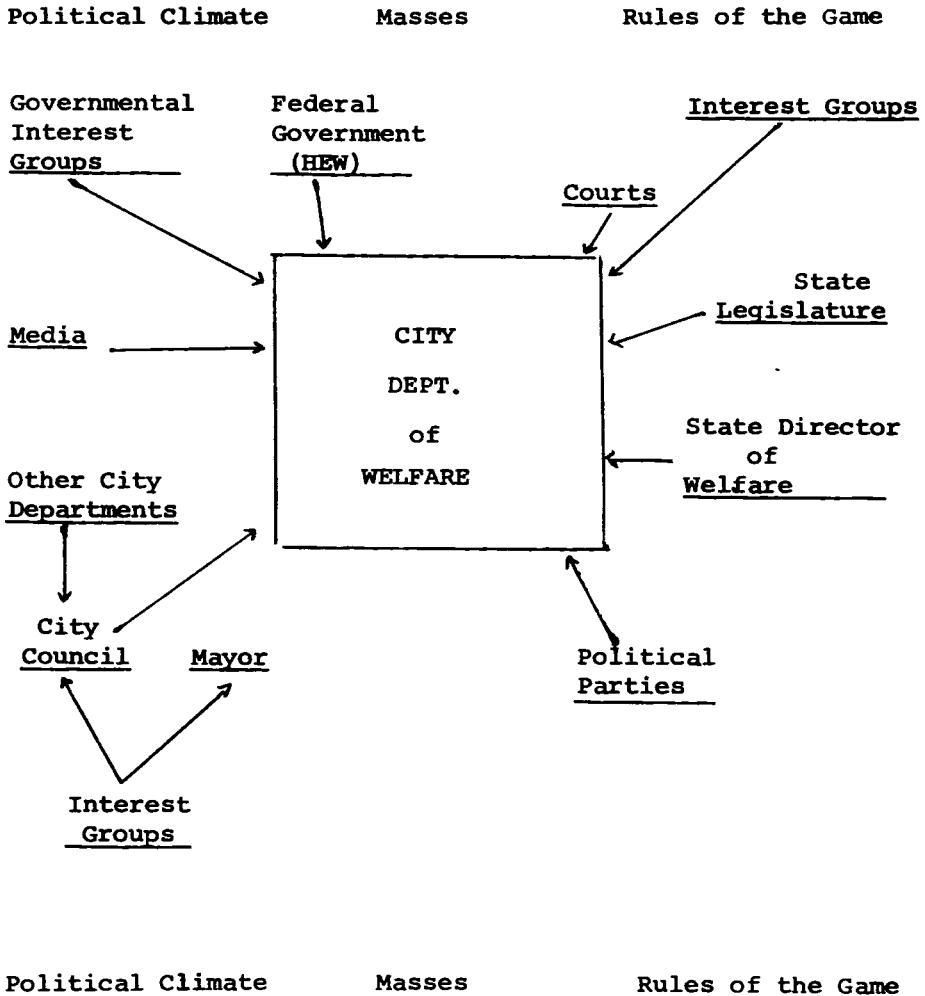 Political Climate Masses Rules of the Game
Governmental
Interest
Groups
Federal
Government
(HEW)
Interest Groups
Courts
State
Legislature
Media
CITY
DEPT.
of
WELFARE
State Director
of
Welfare
Other City
Departments
City
Council
Mayor
Political
Parties
Interest
Groups
Political Climate Masses Rules of the Game